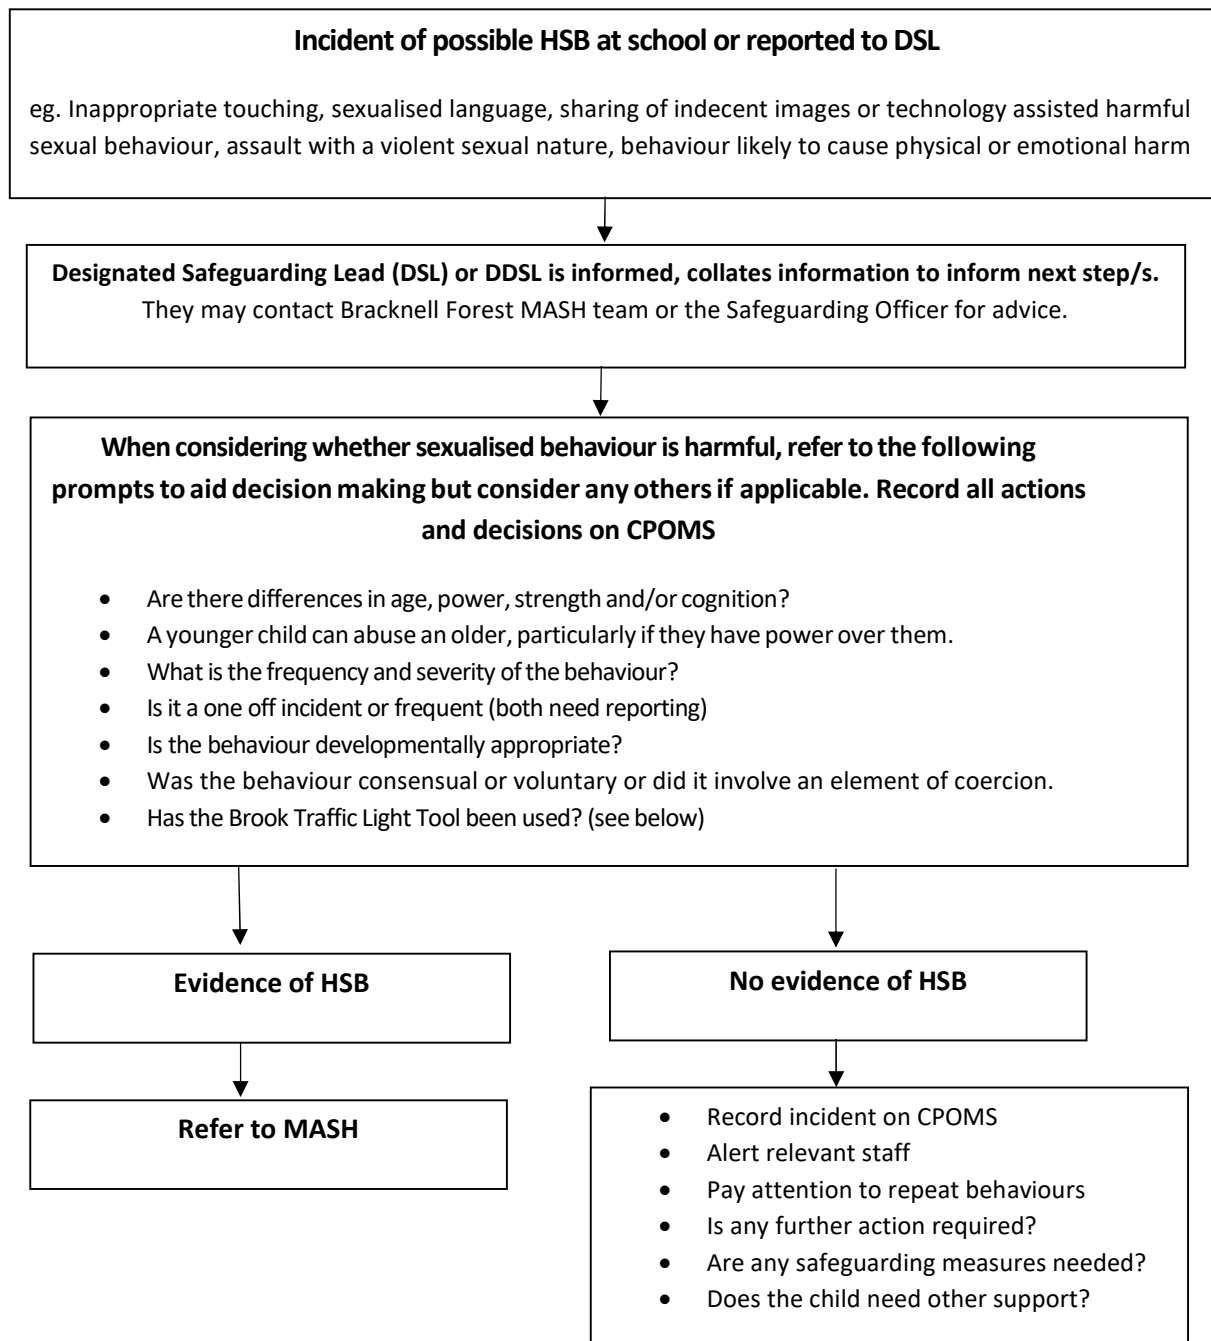 Incident of possible HSB at school or reported to DSL
eg. Inappropriate touching, sexualised language, sharing of indecent images or technology assisted harmful
sexual behaviour, assault with a violent sexual nature, behaviour likely to cause physical or emotional harm
Designated Safeguarding Lead (DSL) or DDSL is informed, collates information to inform next step/s.
They may contact Bracknell Forest MASH team or the Safeguarding Officer for advice.
When considering whether sexualised behaviour is harmful, refer to the following
prompts to aid decision making but consider any others if applicable. Record all actions
and decisions on CPOMS
• Are there differences in age, power, strength and/or cognition?
• A younger child can abuse an older, particularly if they have power over them.
• What is the frequency and severity of the behaviour?
• Is it a one off incident or frequent (both need reporting)
• Is the behaviour developmentally appropriate?
• Was the behaviour consensual or voluntary or did it involve an element of coercion.
• Has the Brook Traffic Light Tool been used? (see below)
Evidence of HSB
No evidence of HSB
Refer to MASH
• Record incident on CPOMS
• Alert relevant staff
• Pay attention to repeat behaviours
• Is any further action required?
• Are any safeguarding measures needed?
• Does the child need other support?